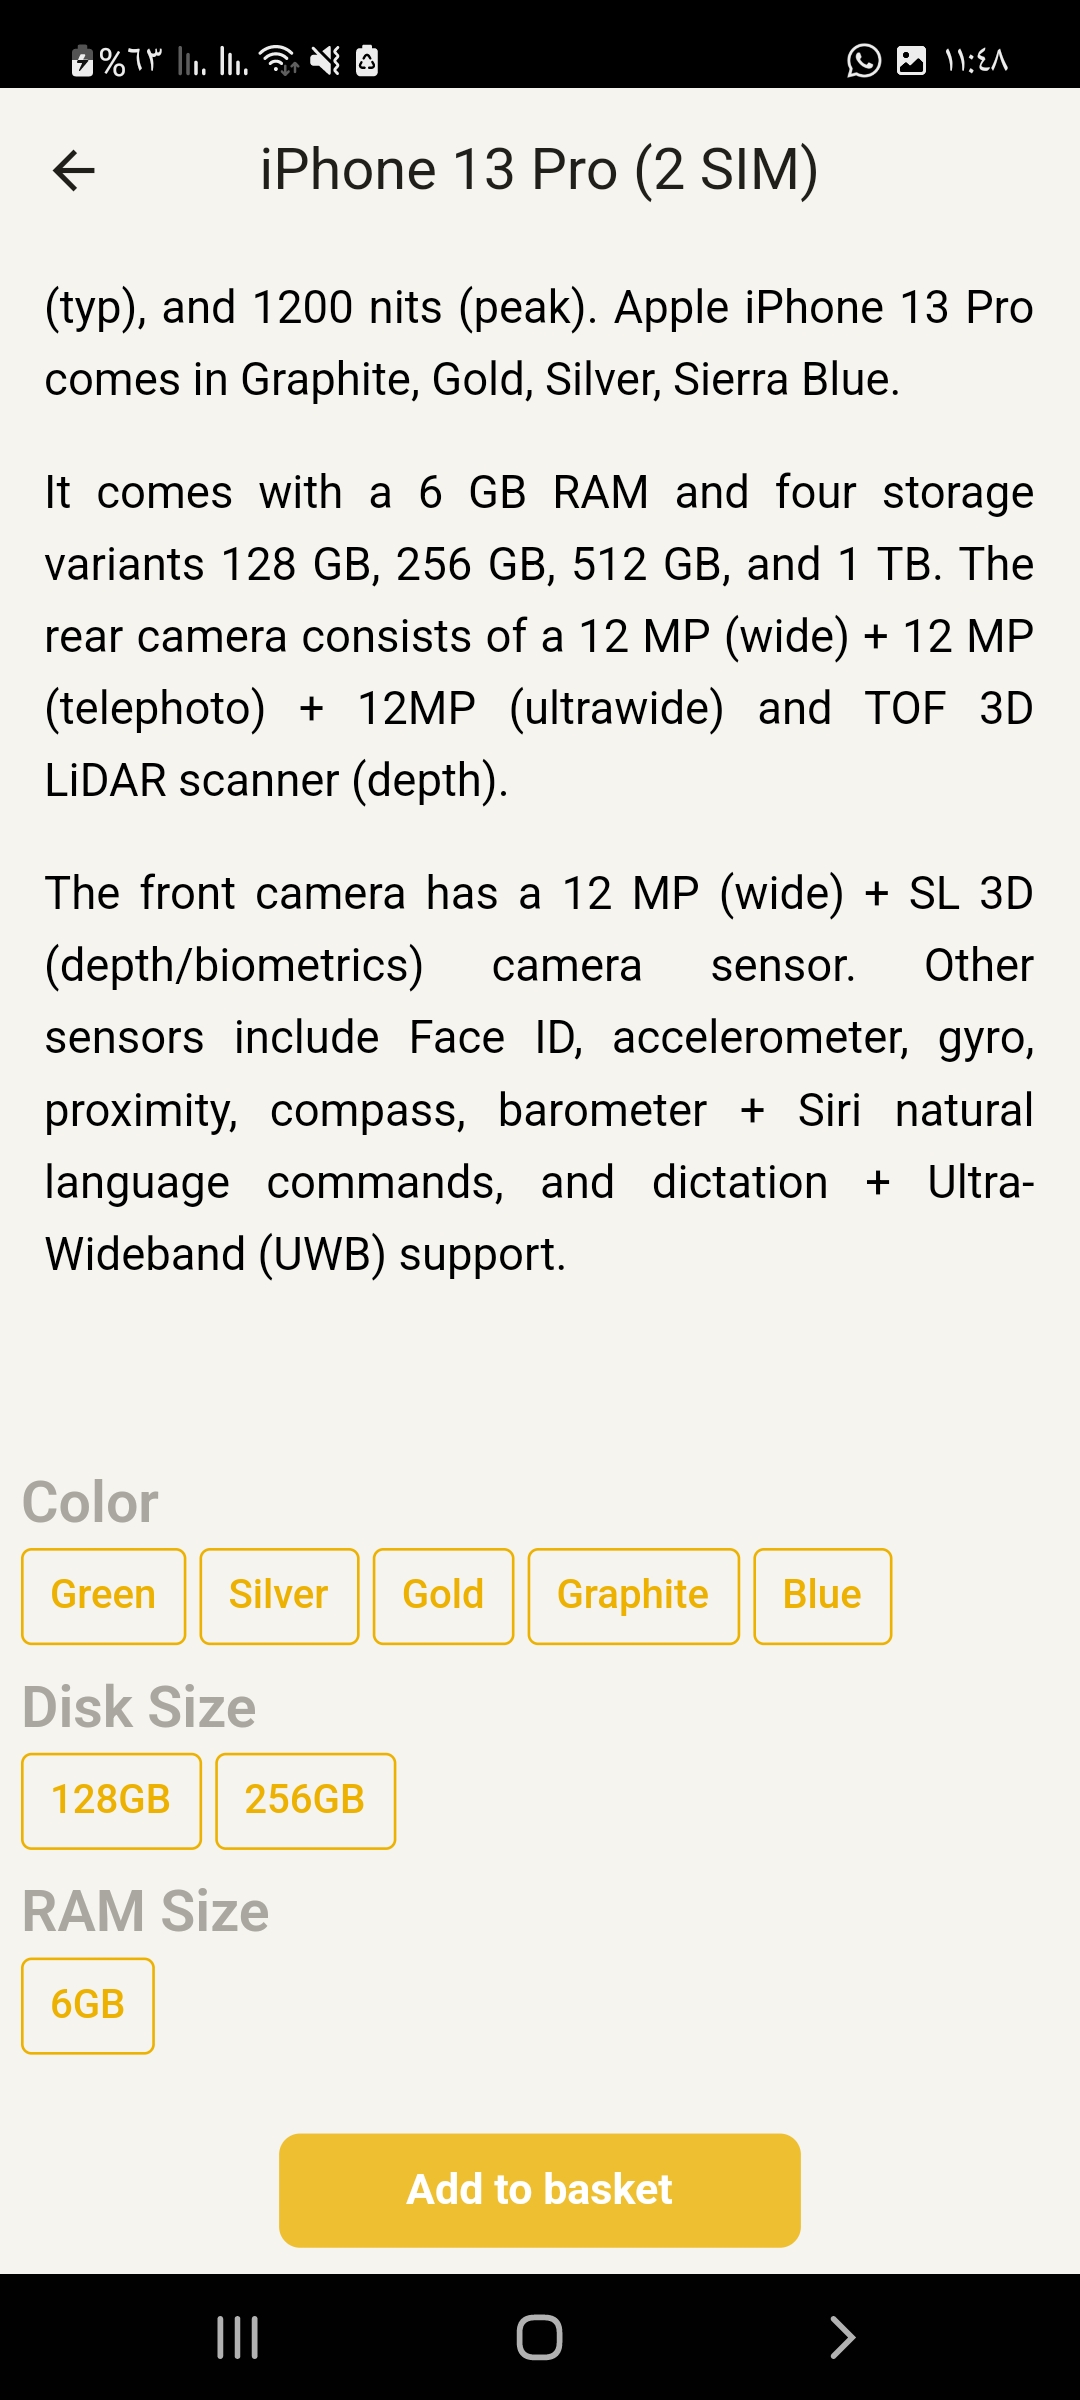 %٦٣ ١١:٤٨
iPhone 13 Pro (2 SIM)
(typ), and 1200 nits (peak). Apple iPhone 13 Pro
comes in Graphite, Gold, Silver, Sierra Blue.
It comes with a 6 GB RAM and four storage
variants 128 GB, 256 GB, 512 GB, and 1 TB. The
rear camera consists of a 12 MP (wide) + 12 MP
(telephoto) + 12MP (ultrawide) and TOF 3D
LiDAR scanner (depth).
The front camera has a 12 MP (wide) + SL 3D
(depth/biometrics) camera sensor. Other
sensors include Face ID, accelerometer, gyro,
proximity, compass, barometer + Siri natural
language commands, and dictation + Ultra-
Wideband (UWB) support.
Color
Green Silver Gold Graphite Blue
Disk Size
128GB 256GB
RAM Size
6GB
Add to basket